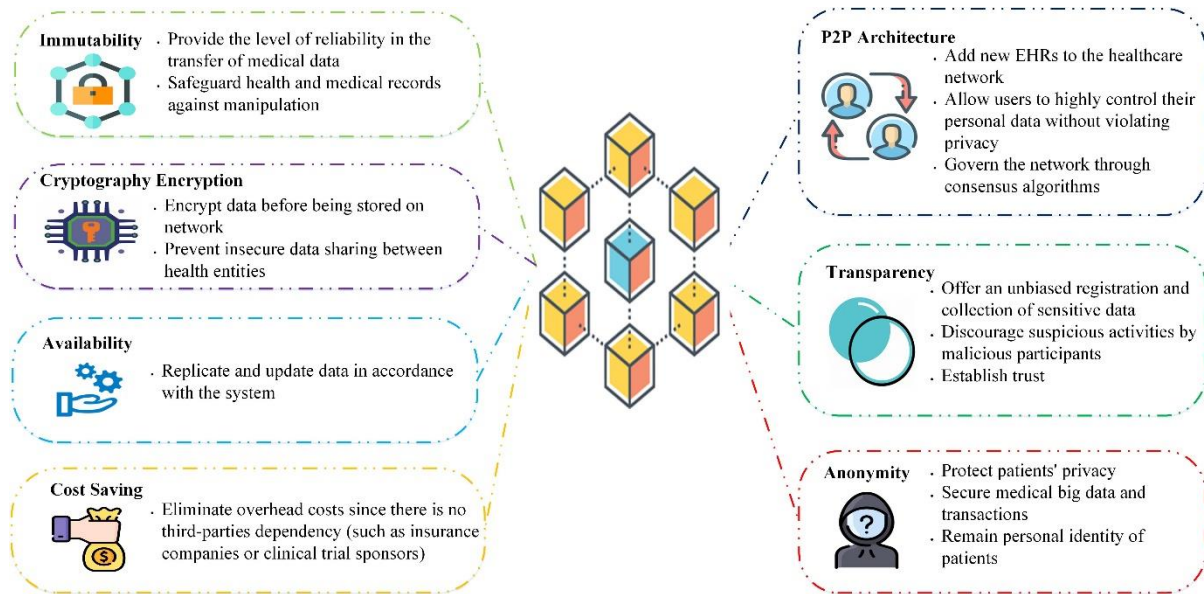 Immutability
· Provide the level of reliability in the
transfer of medical data
· Safeguard health and medical records
against manipulation
Cryptography Encryption
· Encrypt data before being stored on
network
· Prevent insecure data sharing between
health entities
Availability
· Replicate and update data in accordance
with the system
Cost Saving
· Eliminate overhead costs since there is no
third-parties dependency (such as insurance
companies or clinical trial sponsors)
$
P2P Architecture
· Add new EHRs to the healthcare
network
· Allow users to highly control their
personal data without violating
privacy
· Govern the network through
consensus algorithms
Transparency
· Offer an unbiased registration and
collection of sensitive data
· Discourage suspicious activities by
malicious participants
· Establish trust
Anonymity
· Protect patients' privacy
· Secure medical big data and
transactions
· Remain personal identity of
patients
?